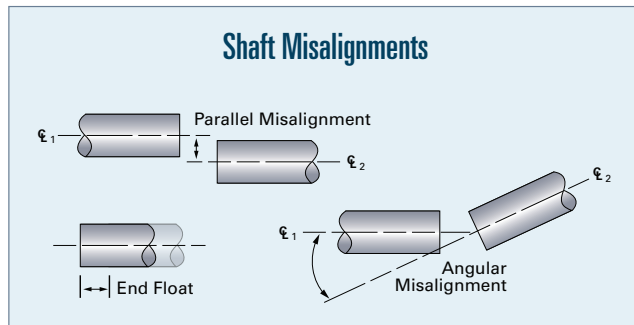 Shaft Misalignments
Parallel Misalignment
℄ 1
℄ 2
End Float
℄ 1
℄ 2
Angular
Misalignment